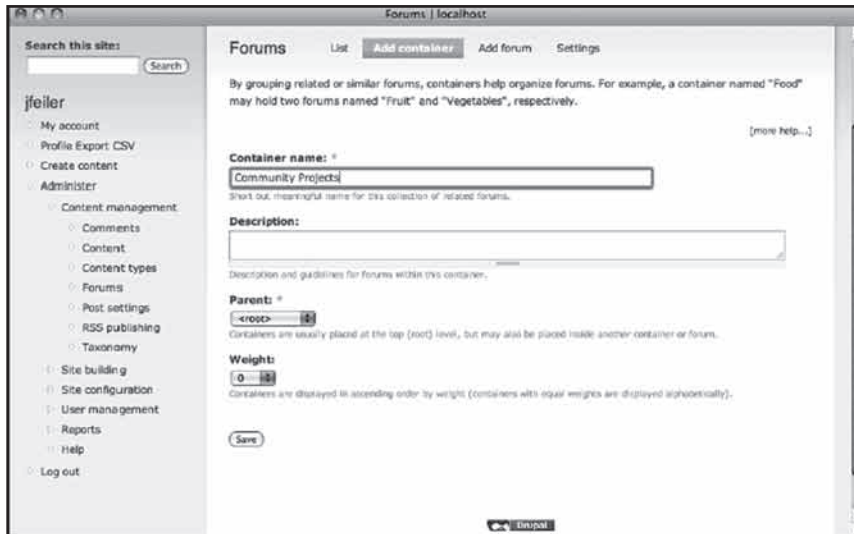 Forums | localhost
Search this site:
Search
jfeiler
My account
Profile Export CSV
Create content
Administer
Content management
Comments
Content
Content types
Forums
Post settings
RSS publishing
Taxonomy
Site building
Site configuration
User management
Reports
Help
Log out
Forums List Add container Add forum Settings
By grouping related or similar forums, containers help organize forums. For example, a container named "Food"
may hold two forums named "Fruit" and "Vegetables", respectively.
[more help...]
Container name: *
Community Projects
Short but meaningful name for this collection of related forums.
Description:
Description and guidelines for forums within this container.
Parent: *
<root>
Containers are usually placed at the top (root) level, but may also be placed inside another container or forum.
Weight:
0
Containers are displayed in ascending order by weight (containers with equal weights are displayed alphabetically).
Save
Drupal